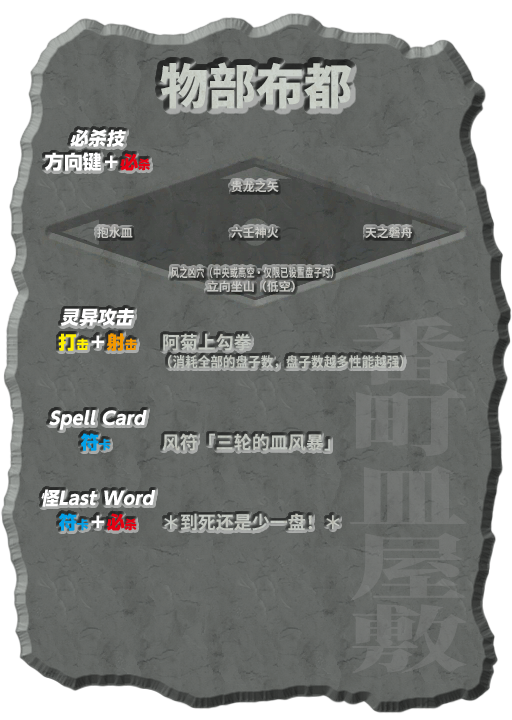 物部布都
必杀技
方向键＋必杀
贵龙之矢
抱水皿
六壬神火
天之磐舟
风之凶穴（中央或高空・仅限已设置盘子时）
立向坐山（低空）
灵异攻击
打击＋射击
阿菊上勾拳
（消耗全部的盘子数，盘子数越多性能越强）
Spell Card
符卡
风符「三轮的皿风暴」
怪Last Word
符卡＋必杀
＊到死还是少一盘！＊
番町皿屋敷